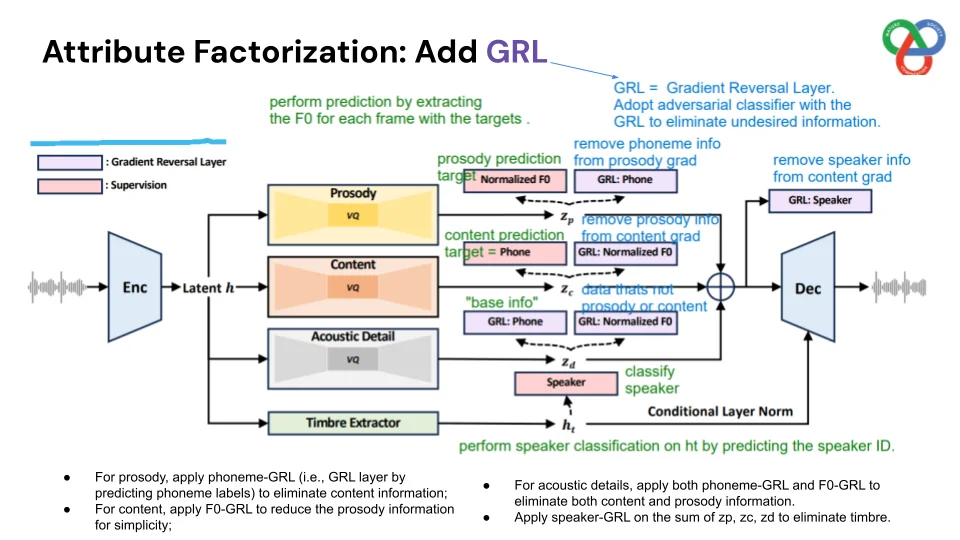 Attribute Factorization: Add GRL
GRL = Gradient Reversal Layer.
Adopt adversarial classifier with the
GRL to eliminate undesired information.
perform prediction by extracting
the F0 for each frame with the targets .
: Gradient Reversal Layer
: Supervision
prosody prediction
target
remove phoneme info
from prosody grad
remove speaker info
from content grad
Normalized F0
GRL: Phone
GRL: Speaker
Prosody
VQ
zp
remove prosody info
from content grad
content prediction
target = Phone
GRL: Normalized F0
Content
VQ
Enc
Latent h
zc
data thats not
prosody or content
Dec
"base info"
GRL: Phone
GRL: Normalized F0
Acoustic Detail
VQ
zd
Speaker
classify
speaker
Timbre Extractor
ht
Conditional Layer Norm
perform speaker classification on ht by predicting the speaker ID.
● For prosody, apply phoneme-GRL (i.e., GRL layer by
predicting phoneme labels) to eliminate content information;
● For content, apply F0-GRL to reduce the prosody information
for simplicity;
● For acoustic details, apply both phoneme-GRL and F0-GRL to
eliminate both content and prosody information.
● Apply speaker-GRL on the sum of zp, zc, zd to eliminate timbre.